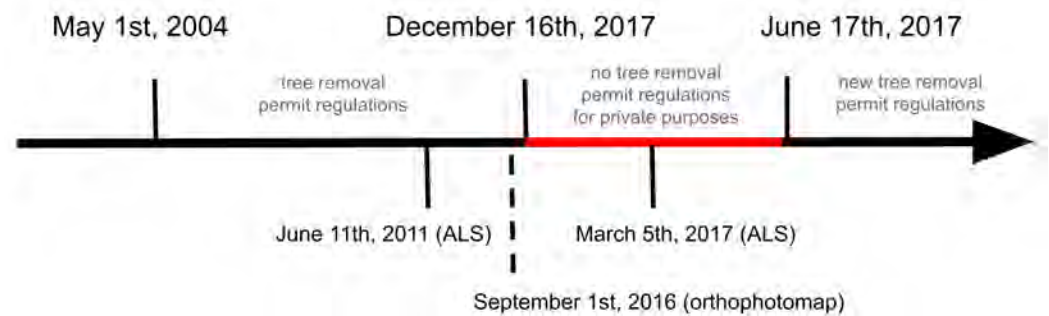 May 1st, 2004
December 16th, 2017
June 17th, 2017
tree removal
permit regulations
no tree removal
permit regulations
for private purposes
new tree removal
permit regulations
June 11th, 2011 (ALS)
March 5th, 2017 (ALS)
September 1st, 2016 (orthophotomap)